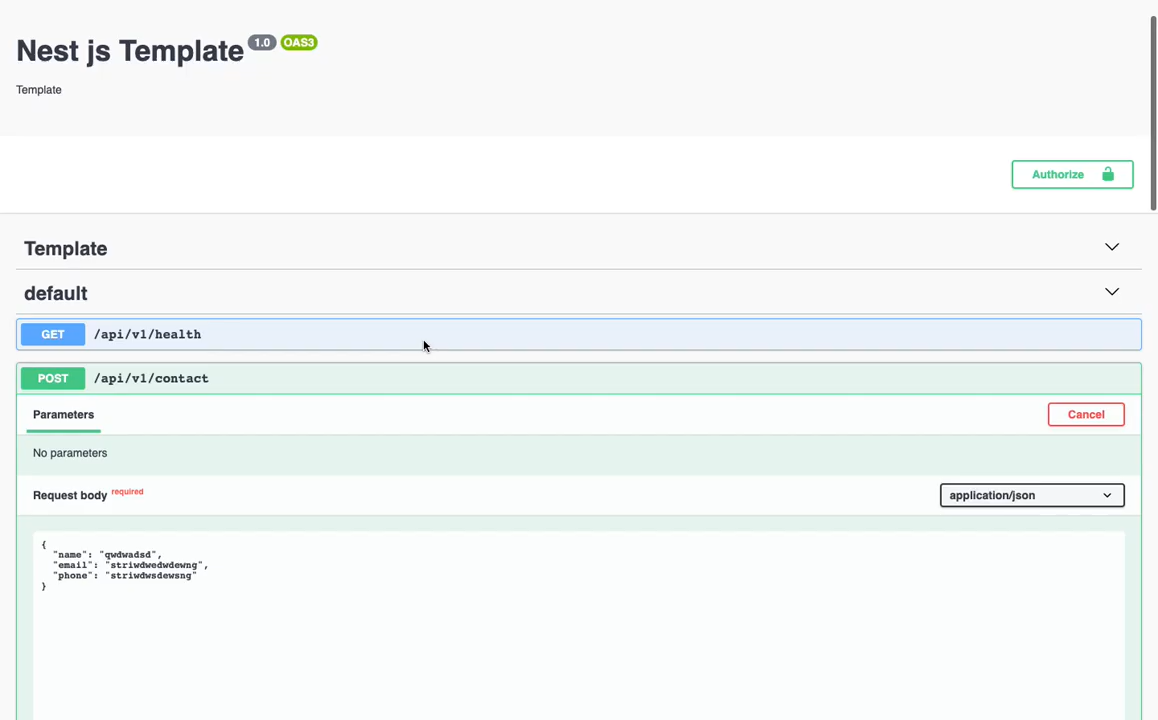 Nest js Template 1.0 OAS3
Template
Authorize
Template
default
GET /api/v1/health
POST /api/v1/contact
Parameters
Cancel
No parameters
Request body required
application/json
{
"name": "qwdwadsd",
"email": "striwdwedwdewng",
"phone": "striwdwsdewsng"
}